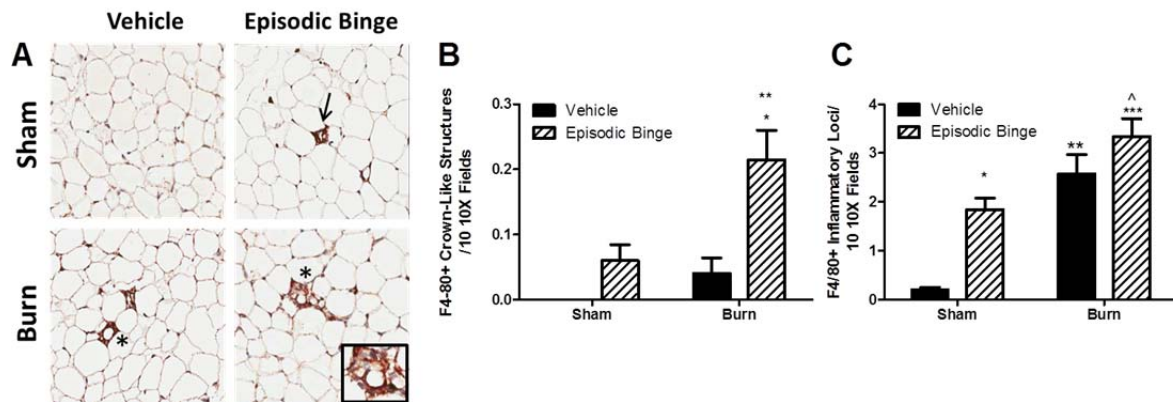 Vehicle Episodic Binge
A
Sham
Burn
*
*
B
F4-80+ Crown-Like Structures
/10 10X Fields
0.3
0.2
0.1
0.0
Vehicle
Episodic Binge
**
*
Sham Burn
C
F4/80+ Inflammatory Loci/
10 10X Fields
4
3
2
1
0
Vehicle
Episodic Binge
*
**
^
***
Sham Burn